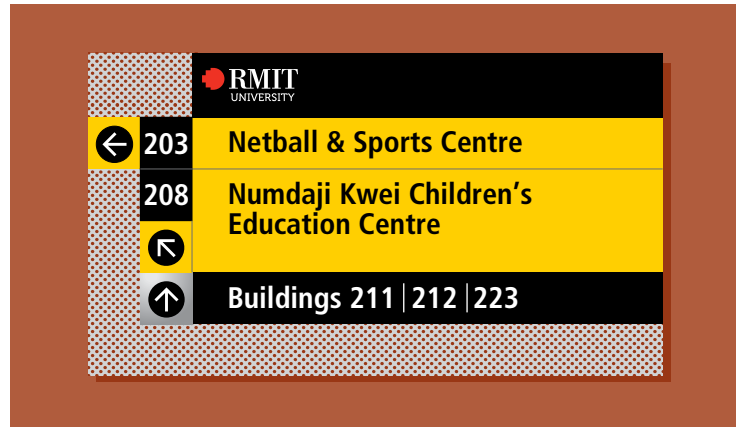 RMIT
UNIVERSITY
203 Netball & Sports Centre
208 Numdaji Kwei Children's
Education Centre
Buildings 211 | 212 | 223